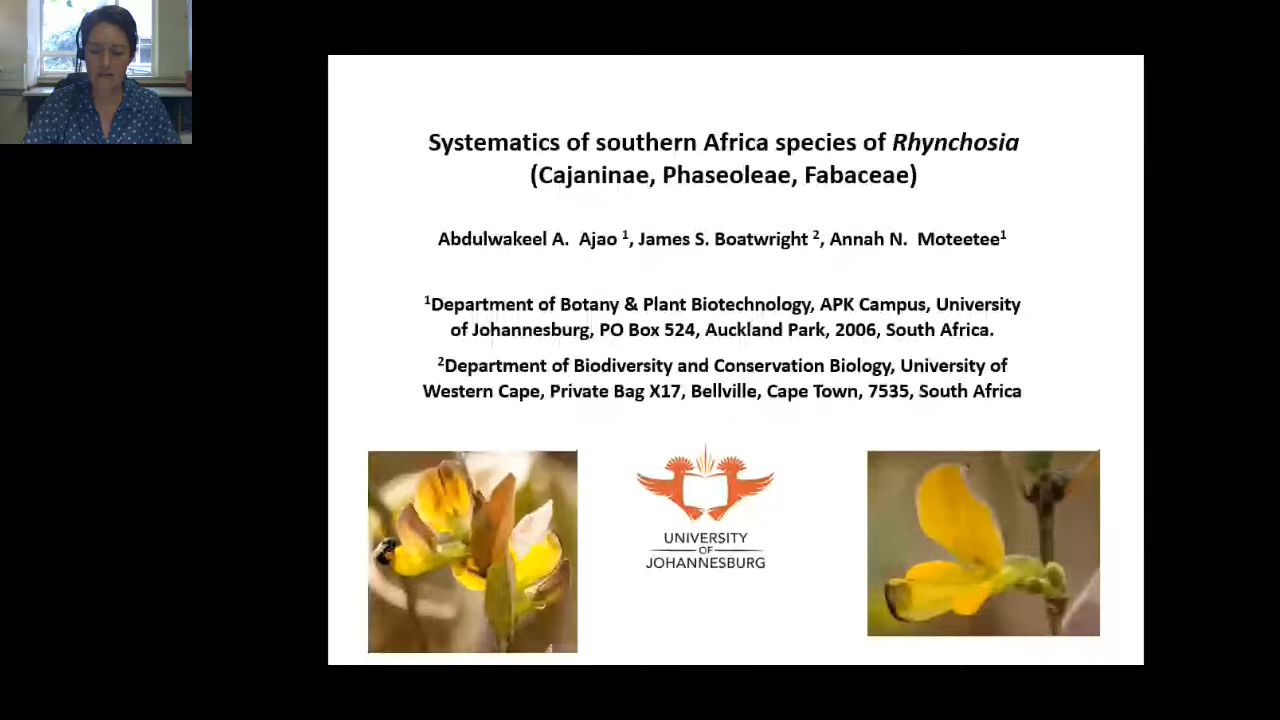 Systematics of southern Africa species of Rhynchosia
(Cajaninae, Phaseoleae, Fabaceae)
Abdulwakeel A. Ajao ¹, James S. Boatwright ², Annah N. Moteetee¹
¹Department of Botany & Plant Biotechnology, APK Campus, University
of Johannesburg, PO Box 524, Auckland Park, 2006, South Africa.
²Department of Biodiversity and Conservation Biology, University of
Western Cape, Private Bag X17, Bellville, Cape Town, 7535, South Africa
UNIVERSITY
OF
JOHANNESBURG